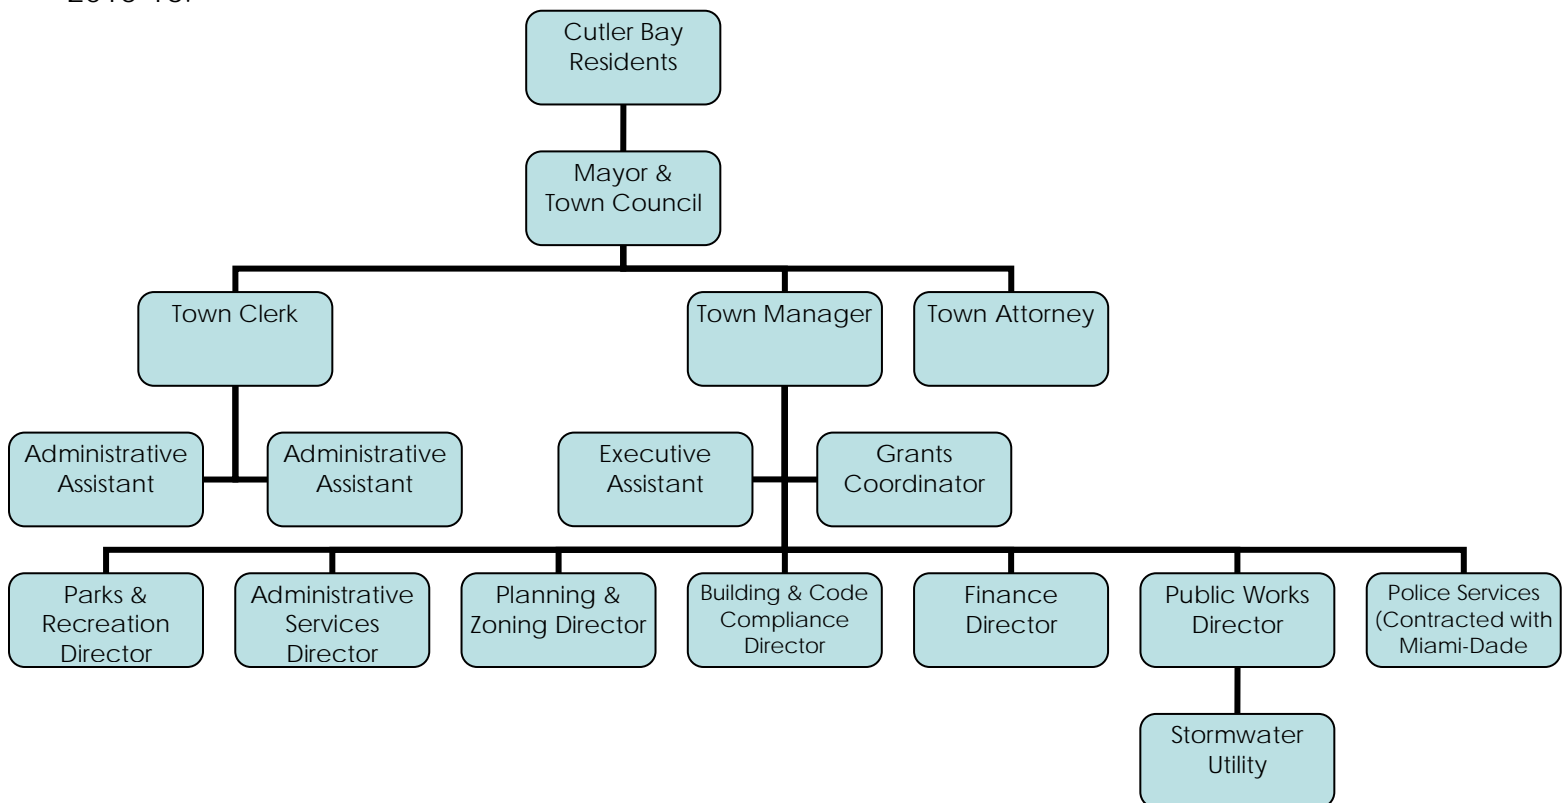 Cutler Bay
Residents
Mayor &
Town Council
Town Clerk
Town Manager
Town Attorney
Administrative
Assistant
Administrative
Assistant
Executive
Assistant
Grants
Coordinator
Parks &
Recreation
Director
Administrative
Services
Director
Planning &
Zoning Director
Building & Code
Compliance
Director
Finance
Director
Public Works
Director
Police Services
(Contracted with
Miami-Dade
Stormwater
Utility